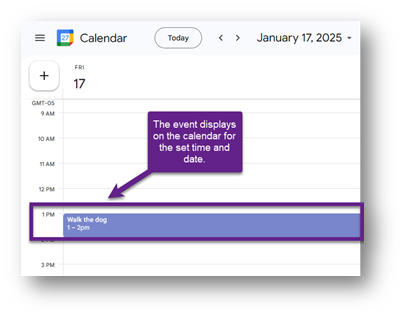 27 Calendar Today < > January 17, 2025
+
FRI
17
GMT-05
9 AM
10 AM
11 AM
12 PM
1 PM
3 PM
The event displays
on the calendar for
the set time and
date.
Walk the dog
1 – 2pm